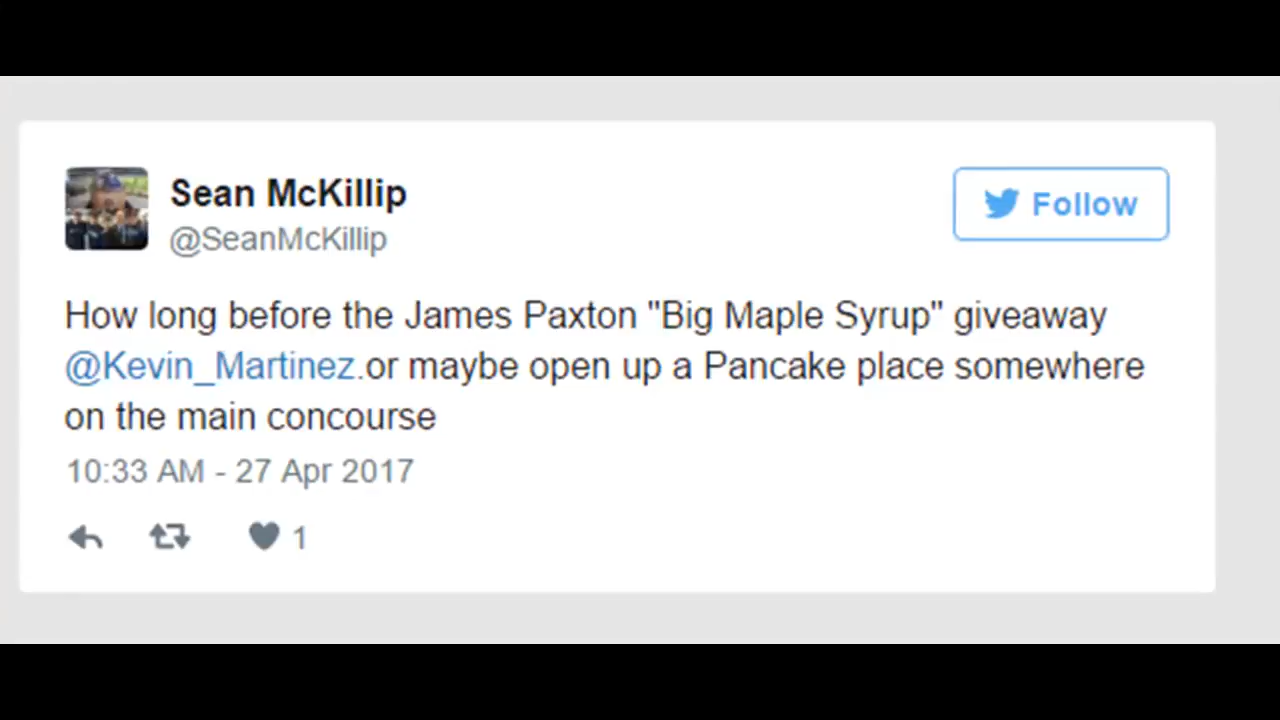 Sean McKillip
@SeanMcKillip
Follow
How long before the James Paxton "Big Maple Syrup" giveaway
@Kevin_Martinez.or maybe open up a Pancake place somewhere
on the main concourse
10:33 AM - 27 Apr 2017
1